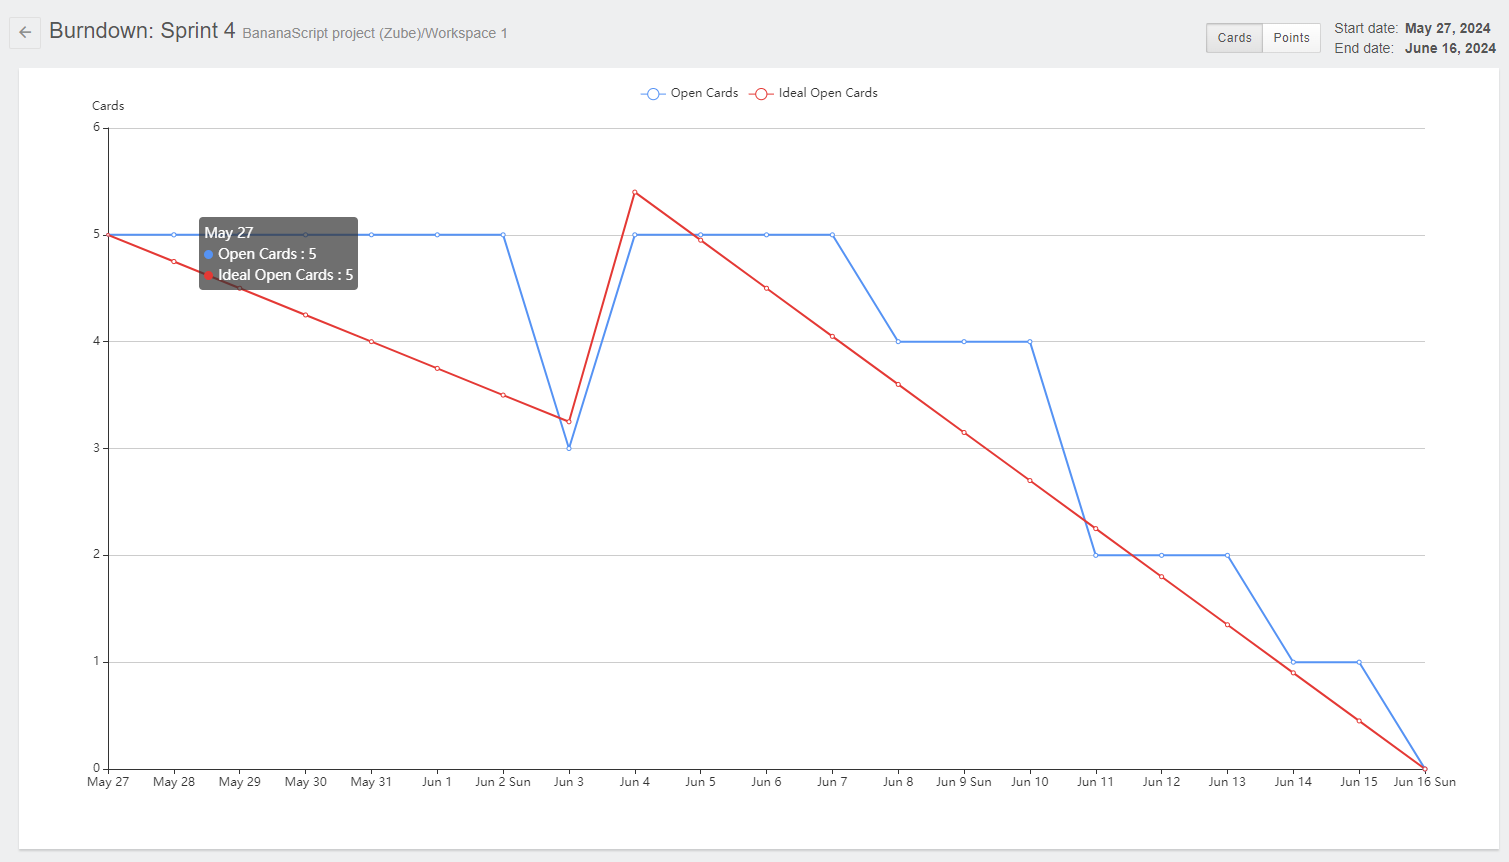 ← Burndown: Sprint 4 BananaScript project (Zube)/Workspace 1
Cards Points
Start date: May 27, 2024
End date: June 16, 2024
Open Cards Ideal Open Cards
Cards
6
5
4
3
2
1
0
May 27
Open Cards : 5
Ideal Open Cards : 5
May 27 May 28 May 29 May 30 May 31 Jun 1 Jun 2 Sun Jun 3 Jun 4 Jun 5 Jun 6 Jun 7 Jun 8 Jun 9 Sun Jun 10 Jun 11 Jun 12 Jun 13 Jun 14 Jun 15 Jun 16 Sun